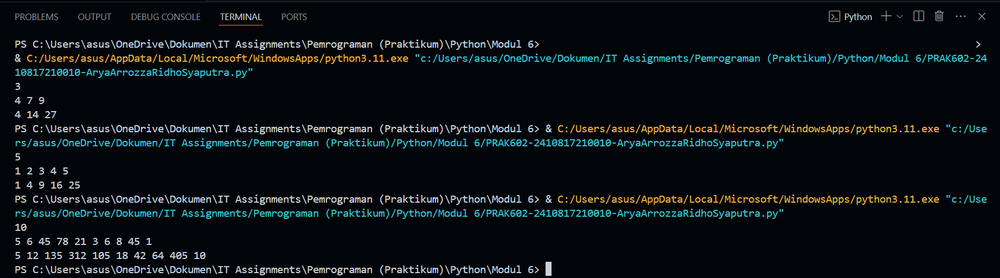 PROBLEMS OUTPUT DEBUG CONSOLE TERMINAL PORTS Python
PS C:\Users\asus\OneDrive\Dokumen\IT Assignments\Pemrograman (Praktikum)\Python\Modul 6> >
& C:/Users/asus/AppData/Local/Microsoft/WindowsApps/python3.11.exe "c:/Users/asus/OneDrive/Dokumen/IT Assignments/Pemrograman (Praktikum)/Python/Modul 6/PRAK602-24
10817210010-AryaArrozzaRidhoSyaputra.py"
3
4 7 9
4 14 27
PS C:\Users\asus\OneDrive\Dokumen\IT Assignments\Pemrograman (Praktikum)\Python\Modul 6> & C:/Users/asus/AppData/Local/Microsoft/WindowsApps/python3.11.exe "c:/Use
rs/asus/OneDrive/Dokumen/IT Assignments/Pemrograman (Praktikum)/Python/Modul 6/PRAK602-2410817210010-AryaArrozzaRidhoSyaputra.py"
5
1 2 3 4 5
1 4 9 16 25
PS C:\Users\asus\OneDrive\Dokumen\IT Assignments\Pemrograman (Praktikum)\Python\Modul 6> & C:/Users/asus/AppData/Local/Microsoft/WindowsApps/python3.11.exe "c:/Use
rs/asus/OneDrive/Dokumen/IT Assignments/Pemrograman (Praktikum)/Python/Modul 6/PRAK602-2410817210010-AryaArrozzaRidhoSyaputra.py"
10
5 6 45 78 21 3 6 8 45 1
5 12 135 312 105 18 42 64 405 10
PS C:\Users\asus\OneDrive\Dokumen\IT Assignments\Pemrograman (Praktikum)\Python\Modul 6>